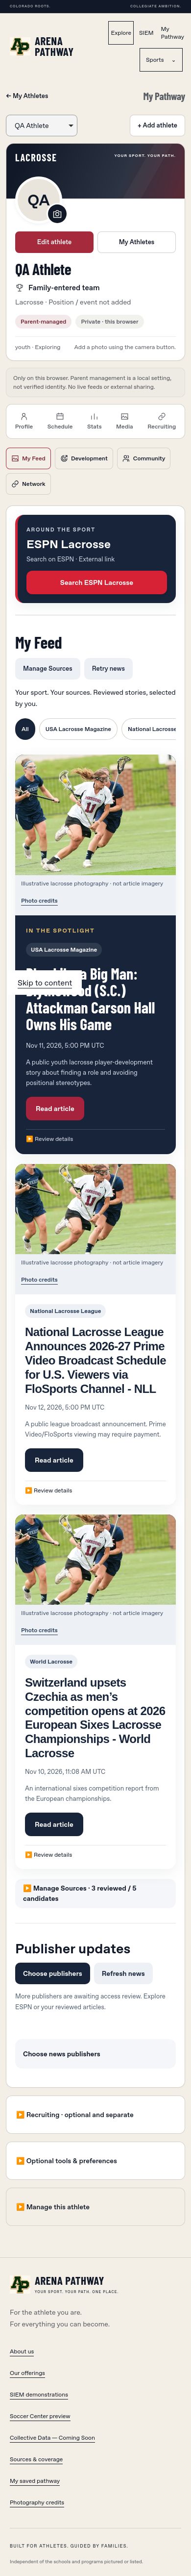 COLORADO ROOTS.
COLLEGIATE AMBITION.
ARENA
PATHWAY
Explore
SIEM
My
Pathway
Sports
← My Athletes
My Pathway
QA Athlete
+ Add athlete
LACROSSE
YOUR SPORT. YOUR PATH.
QA
Edit athlete
My Athletes
QA Athlete
Family-entered team
Lacrosse · Position / event not added
Parent-managed
Private · this browser
youth · Exploring
Add a photo using the camera button.
Only on this browser. Parent management is a local setting,
not verified identity. No live feeds or external sharing.
Profile
Schedule
Stats
Media
Recruiting
My Feed
Development
Community
Network
AROUND THE SPORT
ESPN Lacrosse
Search on ESPN · External link
Search ESPN Lacrosse
My Feed
Manage Sources
Retry news
Your sport. Your sources. Reviewed stories, selected
by you.
All
USA Lacrosse Magazine
National Lacrosse
Illustrative lacrosse photography · not article imagery
Photo credits
IN THE SPOTLIGHT
USA Lacrosse Magazine
Big Man:
Skip to content
(S.C.)
Attackman Carson Hall
Owns His Game
Nov 11, 2026, 5:00 PM UTC
A public youth lacrosse player-development
story about finding a role and avoiding
positional stereotypes.
Read article
Review details
Illustrative lacrosse photography · not article imagery
Photo credits
National Lacrosse League
National Lacrosse League
Announces 2026-27 Prime
Video Broadcast Schedule
for U.S. Viewers via
FloSports Channel - NLL
Nov 12, 2026, 5:00 PM UTC
A public league broadcast announcement. Prime
Video/FloSports viewing may require payment.
Read article
Review details
Illustrative lacrosse photography · not article imagery
Photo credits
World Lacrosse
Switzerland upsets
Czechia as men’s
competition opens at 2026
European Sixes Lacrosse
Championships - World
Lacrosse
Nov 10, 2026, 11:08 AM UTC
An international sixes competition report from
the European championships.
Read article
Review details
Manage Sources · 3 reviewed / 5
candidates
Publisher updates
Choose publishers
Refresh news
More publishers are awaiting access review. Explore
ESPN or your reviewed articles.
Choose news publishers
Recruiting · optional and separate
Optional tools & preferences
Manage this athlete
ARENA PATHWAY
YOUR SPORT. YOUR PATH. ONE PLACE.
For the athlete you are.
For everything you can become.
About us
Our offerings
SIEM demonstrations
Soccer Center preview
Collective Data — Coming Soon
Sources & coverage
My saved pathway
Photography credits
BUILT FOR ATHLETES. GUIDED BY FAMILIES.
Independent of the schools and programs pictured or listed.